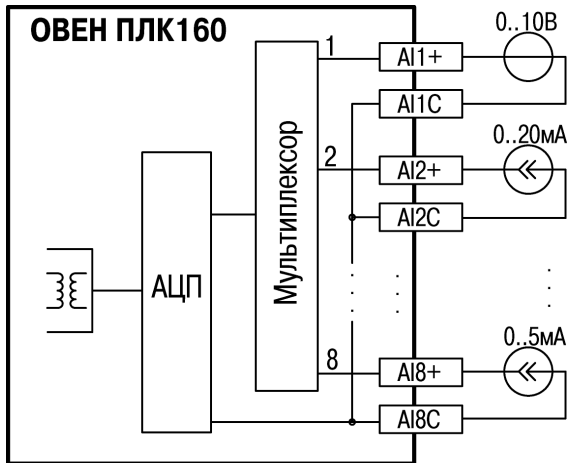 ОВЕН ПЛК160
0..10В
1
AI1+
AI1C
0..20мА
2
AI2+
AI2C
Мультиплексор
АЦП
0..5мА
8
AI8+
AI8C